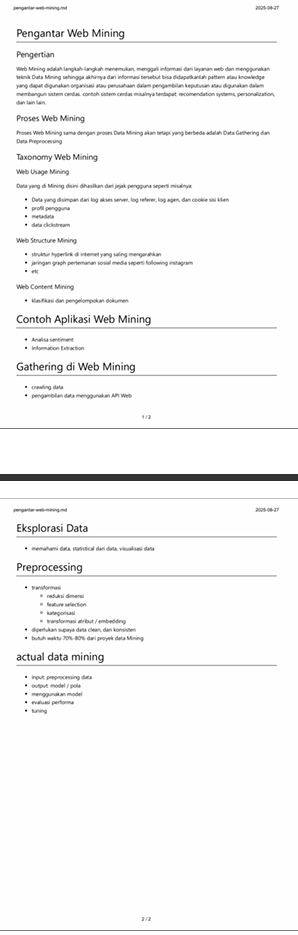 pengantar-web-mining.md 2025-08-27
Pengantar Web Mining
Pengertian
Web Mining adalah langkah-langkah menemukan, menggali informasi dari layanan web dan menggunakan
teknik Data Mining sehingga akhirnya dari informasi tersebut bisa didapatkanlah pattern atau knowledge
yang dapat digunakan organisasi atau perusahaan dalam pengambilan keputusan atau digunakan dalam
membangun sistem cerdas. contoh sistem cerdas misalnya terdapat: recomendation systems, personalization,
dan lain lain.
Proses Web Mining
Proses Web Mining sama dengan proses Data Mining akan tetapi yang berbeda adalah Data Gathering dan
Data Preprocessing
Taxonomy Web Mining
Web Usage Mining
Data yang di Mining disini dihasilkan dari jejak pengguna seperti misalnya:
Data yang disimpan dari log akses server, log referer, log agen, dan cookie sisi klien
profil pengguna
metadata
data clickstream
Web Structure Mining
struktur hyperlink di internet yang saling mengarahkan
jaringan graph pertemanan sosial media seperti following instagram
etc
Web Content Mining
klasifikasi dan pengelompokan dokumen
Contoh Aplikasi Web Mining
Analisa sentiment
Information Extraction
Gathering di Web Mining
crawling data
pengambilan data menggunakan API Web
1 / 2
pengantar-web-mining.md 2025-08-27
Eksplorasi Data
memahami data, statistical dari data, visualisasi data
Preprocessing
transformasi
reduksi dimensi
feature selection
kategorisasi
transformasi atribut / embedding
diperlukan supaya data clean, dan konsisten
butuh waktu 70%-80% dari proyek data Mining
actual data mining
input: preprocessing data
output: model / pola
menggunakan model
evaluasi performa
tuning
2 / 2